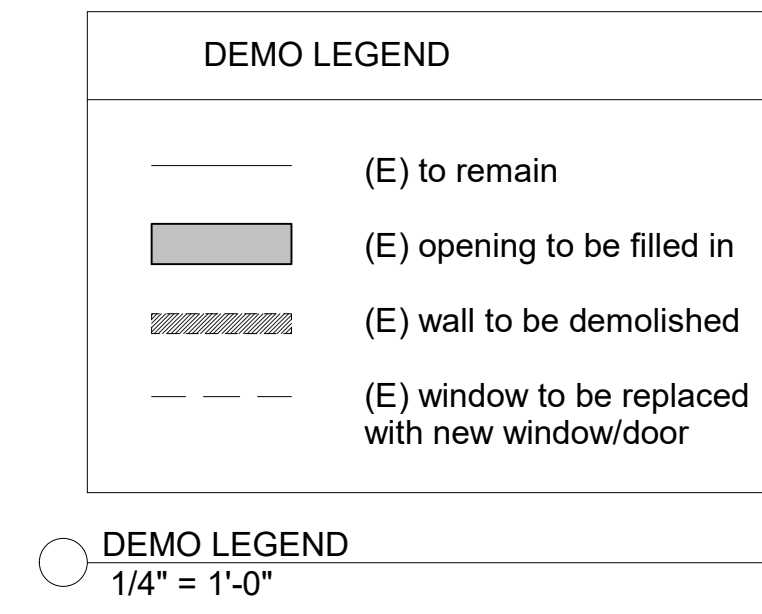 DEMO LEGEND
(E) to remain
(E) opening to be filled in
(E) wall to be demolished
(E) window to be replaced
with new window/door
DEMO LEGEND
1/4" = 1'-0"